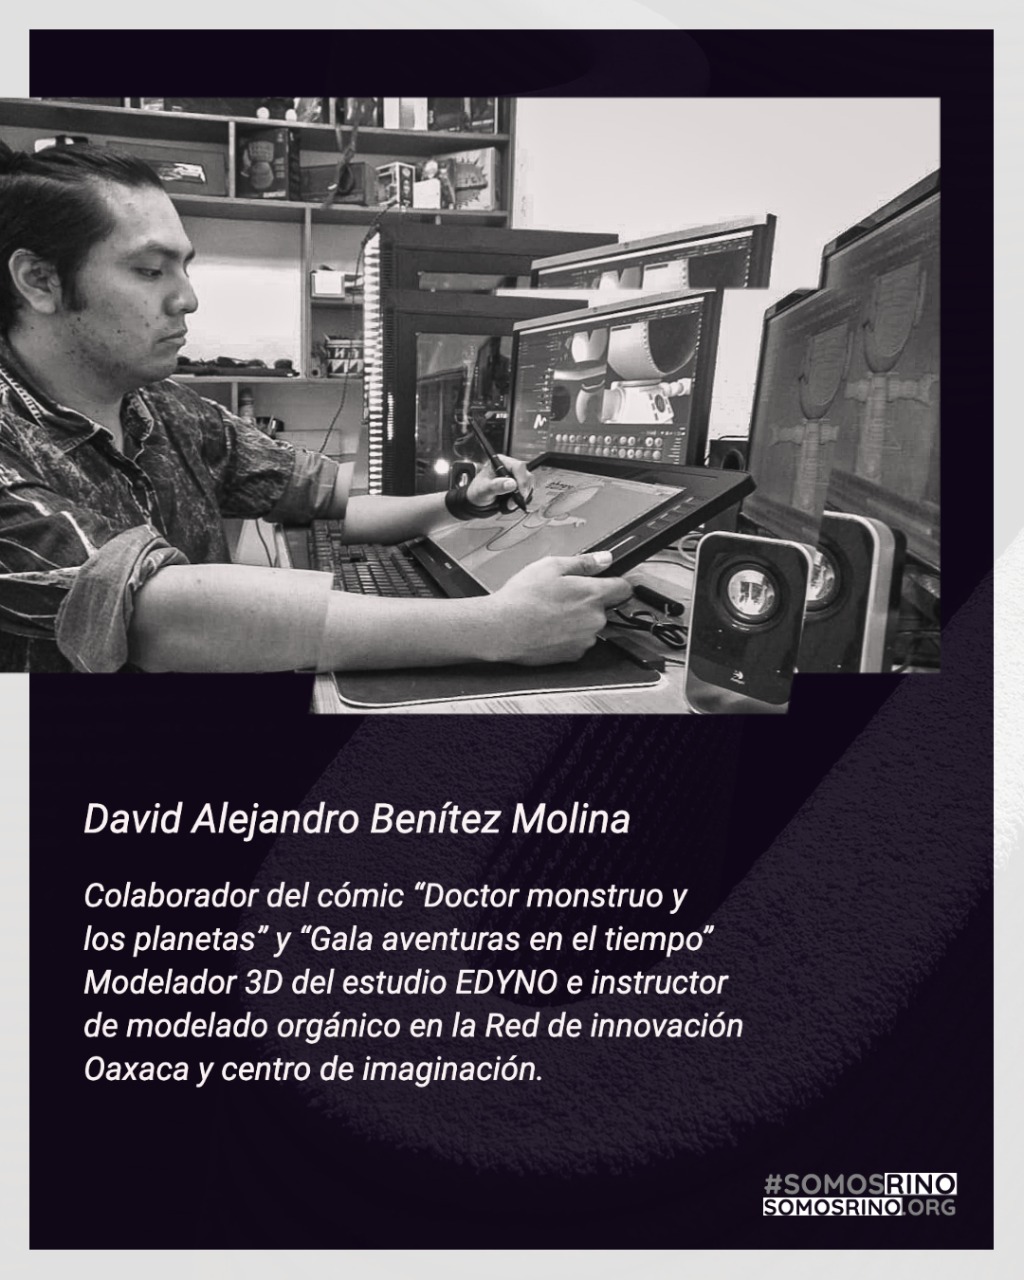 David Alejandro Benítez Molina
Colaborador del cómic “Doctor monstruo y
los planetas” y “Gala aventuras en el tiempo”
Modelador 3D del estudio EDYNO e instructor
de modelado orgánico en la Red de innovación
Oaxaca y centro de imaginación.
#SOMOSRINO
SOMOSRINO.ORG